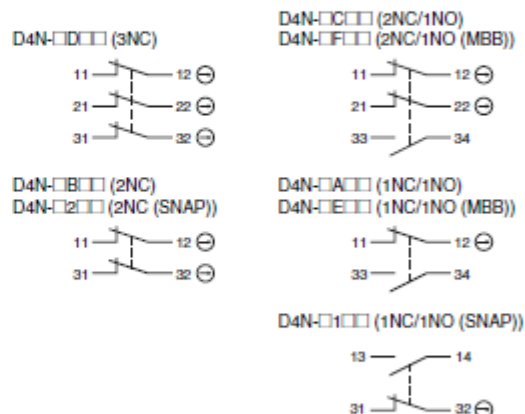 D4N-□D□□ (3NC)
11 12 ⊖
21 22 ⊖
31 32 ⊖
D4N-□B□□ (2NC)
D4N-□2□□ (2NC (SNAP))
11 12 ⊖
31 32 ⊖
D4N-□C□□ (2NC/1NO)
D4N-□F□□ (2NC/1NO (MBB))
11 12 ⊖
21 22 ⊖
33 34
D4N-□A□□ (1NC/1NO)
D4N-□E□□ (1NC/1NO (MBB))
11 12 ⊖
33 34
D4N-□1□□ (1NC/1NO (SNAP))
13 14
31 32 ⊖